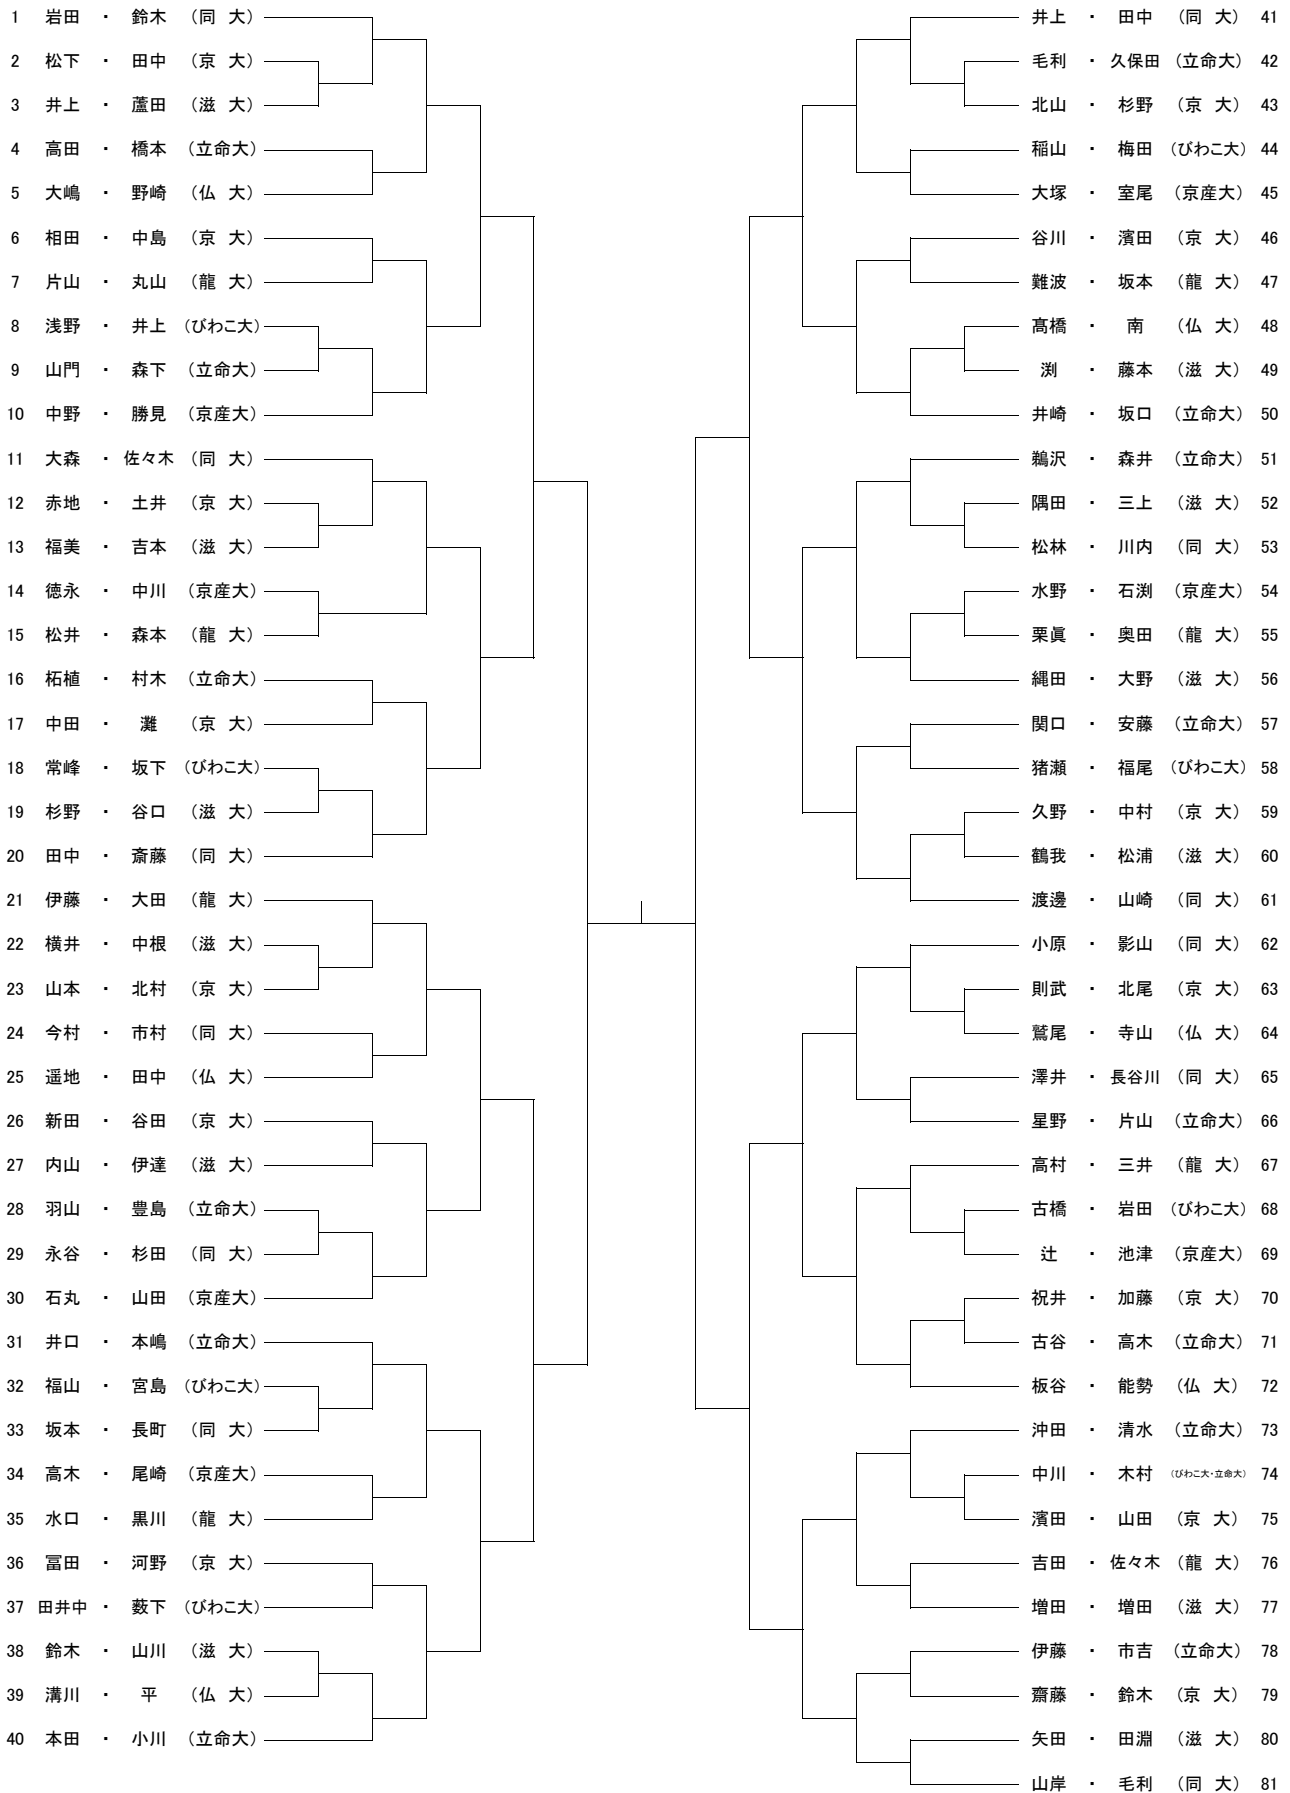 1 岩田 ・ 鈴木 （同 大）
2 松下 ・ 田中 （京 大）
3 井上 ・ 蘆田 （滋 大）
4 高田 ・ 橋本 （立命大）
5 大嶋 ・ 野崎 （仏 大）
6 相田 ・ 中島 （京 大）
7 片山 ・ 丸山 （龍 大）
8 浅野 ・ 井上 （びわこ大）
9 山門 ・ 森下 （立命大）
10 中野 ・ 勝見 （京産大）
11 大森 ・ 佐々木 （同 大）
12 赤地 ・ 土井 （京 大）
13 福美 ・ 吉本 （滋 大）
14 徳永 ・ 中川 （京産大）
15 松井 ・ 森本 （龍 大）
16 柘植 ・ 村木 （立命大）
17 中田 ・ 灘 （京 大）
18 常峰 ・ 坂下 （びわこ大）
19 杉野 ・ 谷口 （滋 大）
20 田中 ・ 斎藤 （同 大）
21 伊藤 ・ 大田 （龍 大）
22 横井 ・ 中根 （滋 大）
23 山本 ・ 北村 （京 大）
24 今村 ・ 市村 （同 大）
25 遥地 ・ 田中 （仏 大）
26 新田 ・ 谷田 （京 大）
27 内山 ・ 伊達 （滋 大）
28 羽山 ・ 豊島 （立命大）
29 永谷 ・ 杉田 （同 大）
30 石丸 ・ 山田 （京産大）
31 井口 ・ 本嶋 （立命大）
32 福山 ・ 宮島 （びわこ大）
33 坂本 ・ 長町 （同 大）
34 高木 ・ 尾崎 （京産大）
35 水口 ・ 黒川 （龍 大）
36 冨田 ・ 河野 （京 大）
37 田井中 ・ 薮下 （びわこ大）
38 鈴木 ・ 山川 （滋 大）
39 溝川 ・ 平 （仏 大）
40 本田 ・ 小川 （立命大）
井上 ・ 田中 （同 大） 41
毛利 ・ 久保田 （立命大） 42
北山 ・ 杉野 （京 大） 43
稲山 ・ 梅田 （びわこ大） 44
大塚 ・ 室尾 （京産大） 45
谷川 ・ 濱田 （京 大） 46
難波 ・ 坂本 （龍 大） 47
髙橋 ・ 南 （仏 大） 48
渕 ・ 藤本 （滋 大） 49
井崎 ・ 坂口 （立命大） 50
鵜沢 ・ 森井 （立命大） 51
隅田 ・ 三上 （滋 大） 52
松林 ・ 川内 （同 大） 53
水野 ・ 石渕 （京産大） 54
栗眞 ・ 奥田 （龍 大） 55
縄田 ・ 大野 （滋 大） 56
関口 ・ 安藤 （立命大） 57
猪瀬 ・ 福尾 （びわこ大） 58
久野 ・ 中村 （京 大） 59
鶴我 ・ 松浦 （滋 大） 60
渡邊 ・ 山崎 （同 大） 61
小原 ・ 影山 （同 大） 62
則武 ・ 北尾 （京 大） 63
鷲尾 ・ 寺山 （仏 大） 64
澤井 ・ 長谷川 （同 大） 65
星野 ・ 片山 （立命大） 66
高村 ・ 三井 （龍 大） 67
古橋 ・ 岩田 （びわこ大） 68
辻 ・ 池津 （京産大） 69
祝井 ・ 加藤 （京 大） 70
古谷 ・ 高木 （立命大） 71
板谷 ・ 能勢 （仏 大） 72
沖田 ・ 清水 （立命大） 73
中川 ・ 木村 （びわこ大・立命大） 74
濱田 ・ 山田 （京 大） 75
吉田 ・ 佐々木 （龍 大） 76
増田 ・ 増田 （滋 大） 77
伊藤 ・ 市吉 （立命大） 78
齋藤 ・ 鈴木 （京 大） 79
矢田 ・ 田淵 （滋 大） 80
山岸 ・ 毛利 （同 大） 81